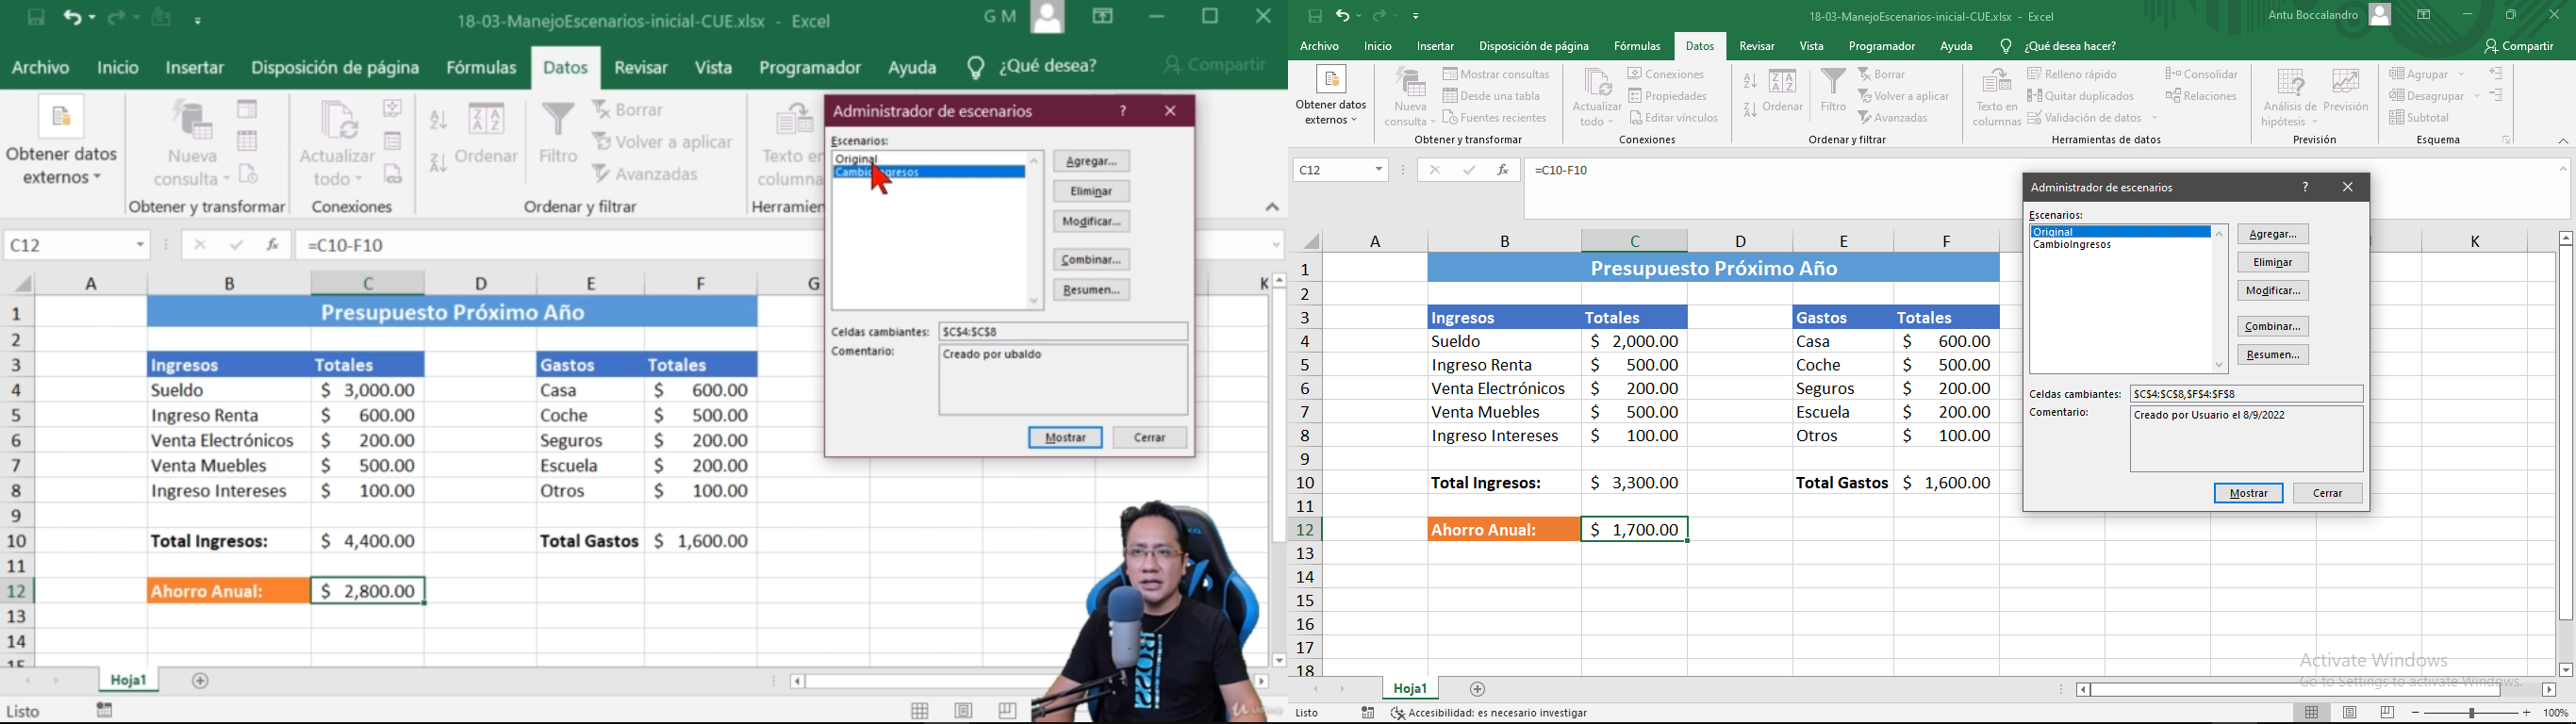 18-03-ManejoEscenarios-inicial-CUE.xlsx - Excel
G M
Archivo Inicio Insertar Disposición de página Fórmulas Datos Revisar Vista Programador Ayuda ¿Qué desea? Compartir
Obtener datos externos
Nueva consulta
Obtener y transformar
Actualizar todo
Conexiones
Ordenar
Filtro
Borrar
Volver a aplicar
Avanzadas
Ordenar y filtrar
C12
=C10-F10
A B C D E F G K
1 Presupuesto Próximo Año
2
3 Ingresos Totales Gastos Totales
4 Sueldo $ 3,000.00 Casa $ 600.00
5 Ingreso Renta $ 600.00 Coche $ 500.00
6 Venta Electrónicos $ 200.00 Seguros $ 200.00
7 Venta Muebles $ 500.00 Escuela $ 200.00
8 Ingreso Intereses $ 100.00 Otros $ 100.00
9
10 Total Ingresos: $ 4,400.00 Total Gastos $ 1,600.00
11
12 Ahorro Anual: $ 2,800.00
13
14
15
Hoja1
Listo
Administrador de escenarios ?
Escenarios:
Original
Agregar...
Eliminar
Modificar...
Combinar...
Resumen...
Celdas cambiantes: $C$4:$C$8
Comentario: Creado por ubaldo
Mostrar Cerrar
18-03-ManejoEscenarios-inicial-CUE.xlsx - Excel
Antu Boccalandro
Archivo Inicio Insertar Disposición de página Fórmulas Datos Revisar Vista Programador Ayuda ¿Qué desea hacer? Compartir
Obtener datos externos
Nueva consulta
Mostrar consultas
Desde una tabla
Fuentes recientes
Obtener y transformar
Actualizar todo
Conexiones
Propiedades
Editar vínculos
Conexiones
Ordenar
Filtro
Borrar
Volver a aplicar
Avanzadas
Ordenar y filtrar
Texto en columnas
Relleno rápido
Quitar duplicados
Validación de datos
Consolidar
Relaciones
Herramientas de datos
Análisis de hipótesis
Previsión
Previsión
Agrupar
Desagrupar
Subtotal
Esquema
C12
=C10-F10
A B C D E F K
1 Presupuesto Próximo Año
2
3 Ingresos Totales Gastos Totales
4 Sueldo $ 2,000.00 Casa $ 600.00
5 Ingreso Renta $ 500.00 Coche $ 500.00
6 Venta Electrónicos $ 200.00 Seguros $ 200.00
7 Venta Muebles $ 500.00 Escuela $ 200.00
8 Ingreso Intereses $ 100.00 Otros $ 100.00
9
10 Total Ingresos: $ 3,300.00 Total Gastos $ 1,600.00
11
12 Ahorro Anual: $ 1,700.00
13
14
15
16
17
18
Administrador de escenarios ?
Escenarios:
Original
CambioIngresos
Agregar...
Eliminar
Modificar...
Combinar...
Resumen...
Celdas cambiantes: $C$4:$C$8,$F$4:$F$8
Comentario: Creado por Usuario el 8/9/2022
Mostrar Cerrar
Activate Windows
Go to Settings to activate Windows.
Hoja1
Listo Accesibilidad: es necesario investigar 100%